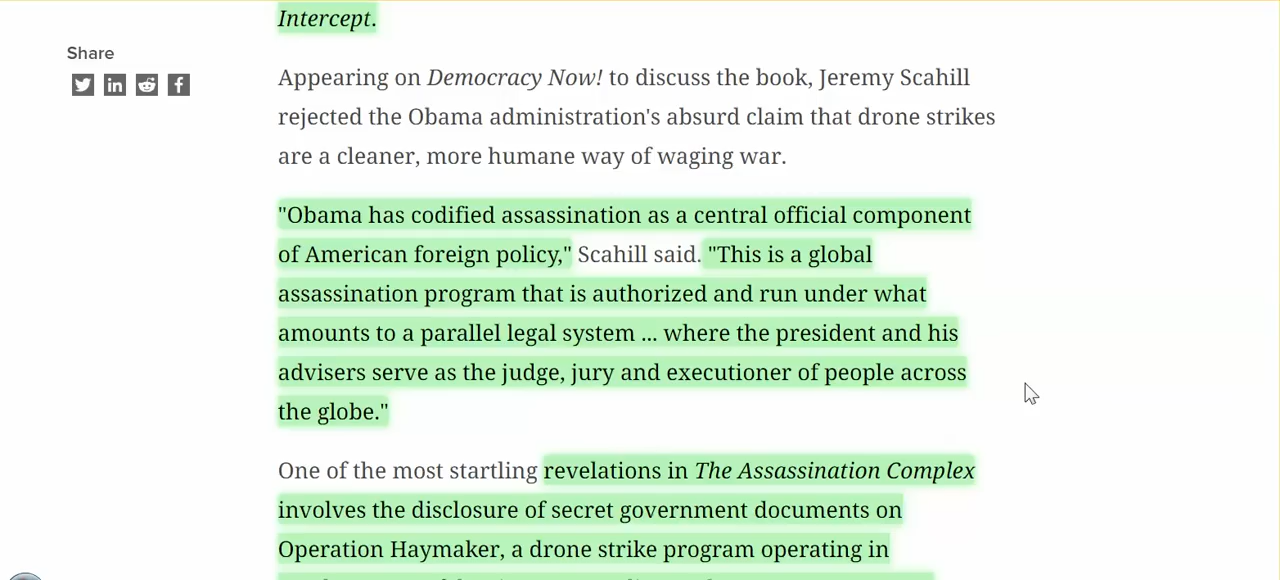 Intercept.
Share
Appearing on Democracy Now! to discuss the book, Jeremy Scahill
rejected the Obama administration's absurd claim that drone strikes
are a cleaner, more humane way of waging war.
"Obama has codified assassination as a central official component
of American foreign policy," Scahill said. "This is a global
assassination program that is authorized and run under what
amounts to a parallel legal system ... where the president and his
advisers serve as the judge, jury and executioner of people across
the globe."
One of the most startling revelations in The Assassination Complex
involves the disclosure of secret government documents on
Operation Haymaker, a drone strike program operating in